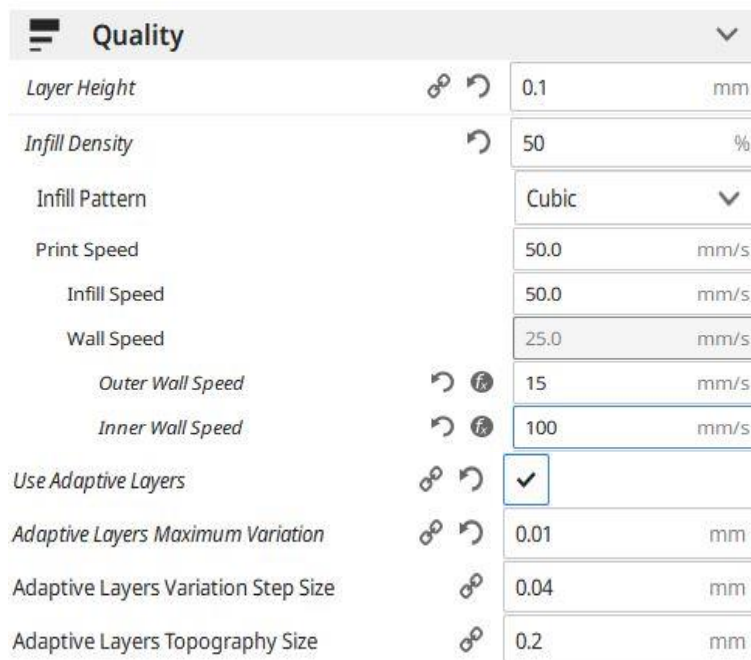 Quality
Layer Height 0.1 mm
Infill Density 50 %
Infill Pattern Cubic
Print Speed 50.0 mm/s
Infill Speed 50.0 mm/s
Wall Speed 25.0 mm/s
Outer Wall Speed fx 15 mm/s
Inner Wall Speed fx 100 mm/s
Use Adaptive Layers
Adaptive Layers Maximum Variation 0.01 mm
Adaptive Layers Variation Step Size 0.04 mm
Adaptive Layers Topography Size 0.2 mm